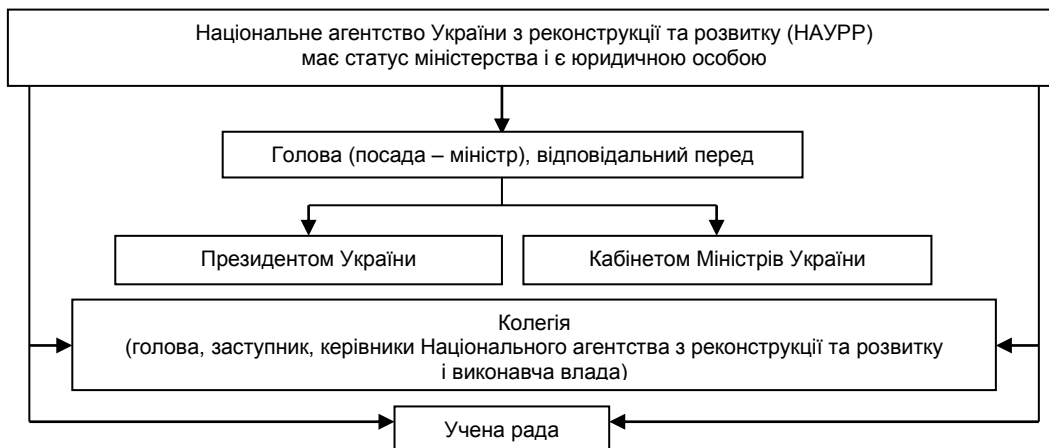 Національне агентство України з реконструкції та розвитку (НАУРР)
має статус міністерства і є юридичною особою
Голова (посада – міністр), відповідальний перед
Президентом України
Кабінетом Міністрів України
Колегія
(голова, заступник, керівники Національного агентства з реконструкції та розвитку
і виконавча влада)
Учена рада